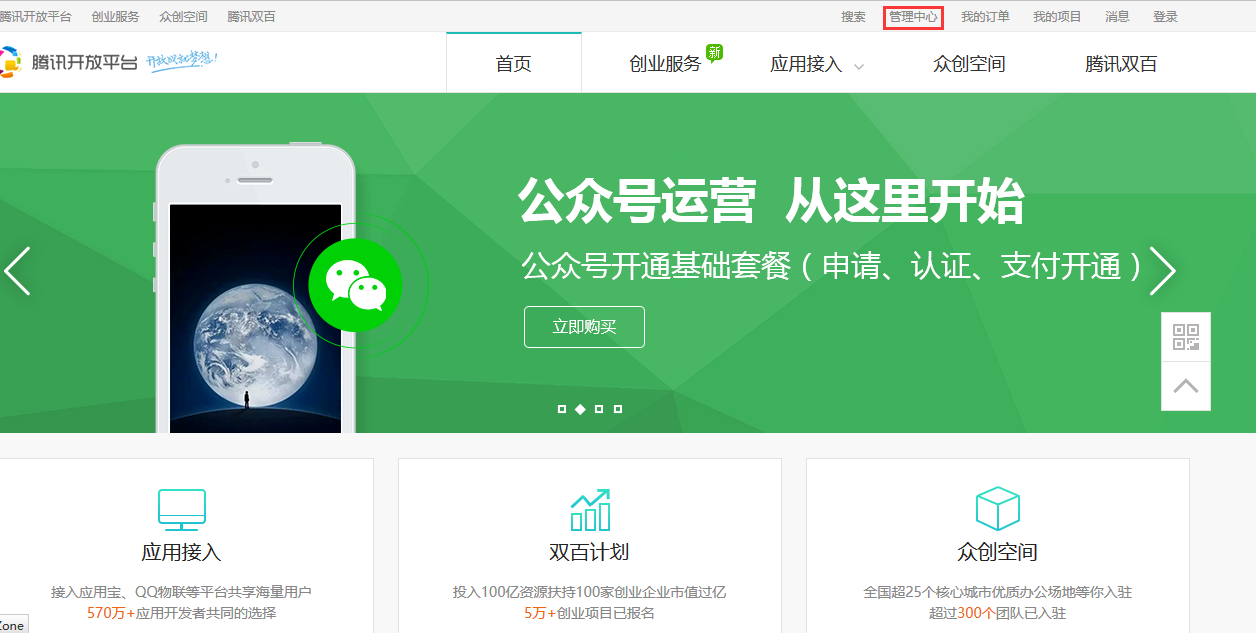 腾讯开放平台 创业服务 众创空间 腾讯双百 搜索 管理中心 我的订单 我的项目 消息 登录
腾讯开放平台 开放成就梦想!
首页 创业服务 新 应用接入 众创空间 腾讯双百
公众号运营 从这里开始
公众号开通基础套餐（申请、认证、支付开通）
立即购买
应用接入
接入应用宝、QQ物联等平台共享海量用户
570万+应用开发者共同的选择
双百计划
投入100亿资源扶持100家创业企业市值过亿
5万+创业项目已报名
众创空间
全国超25个核心城市优质办公场地等你入驻
超过300个团队已入驻
Zone